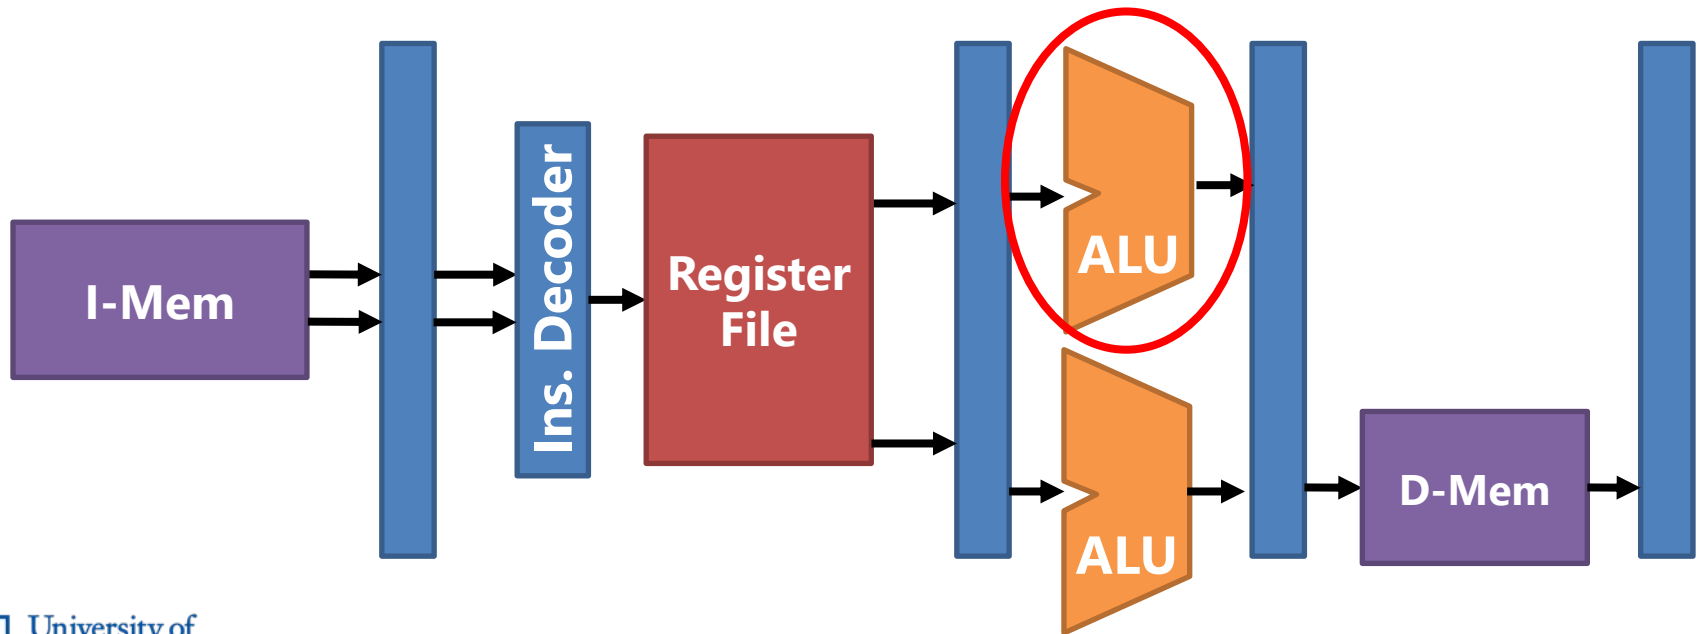 I-Mem
Ins. Decoder
Register
File
ALU
ALU
D-Mem
University of